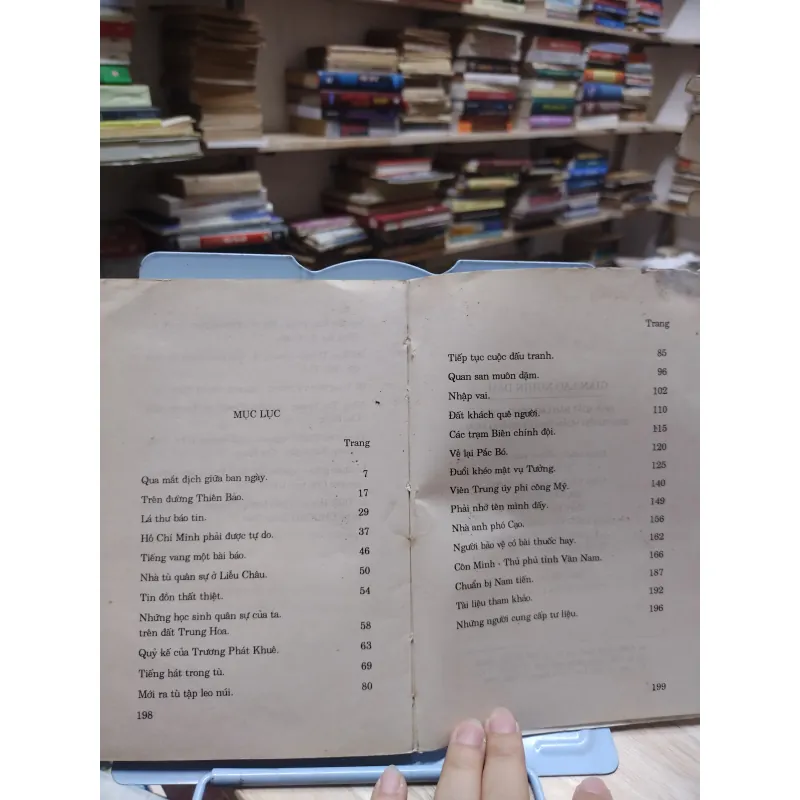 MỤC LỤC
Trang
Qua mắt địch giữa ban ngày. 7
Trên đường Thiên Bảo. 17
Lá thư báo tin. 29
Hồ Chí Minh phải được tự do. 37
Tiếng vang một bài báo. 46
Nhà tù quân sự ở Liễu Châu. 50
Tin đồn thất thiệt. 54
Những học sinh quân sự của ta.
trên đất Trung Hoa. 58
Quỷ kế của Trương Phát Khuê. 63
Tiếng hát trong tù. 69
Mới ra tù tập leo núi. 80
198
Trang
Tiếp tục cuộc đấu tranh. 85
Quan san muôn dặm. 96
Nhập vai. 102
Đất khách quê người. 110
Các trạm Biên chinh đội. 115
Về lại Pắc Bó. 120
Đuổi khéo mật vụ Tưởng. 125
Viên Trung úy phi công Mỹ. 140
Phải nhớ tên mình đấy. 149
Nhà anh phó Cạo. 156
Người bảo vệ có bài thuốc hay. 162
Côn Minh - Thủ phủ tỉnh Vân Nam. 166
Chuẩn bị Nam tiến. 187
Tài liệu tham khảo. 192
Những người cung cấp tư liệu. 196
199